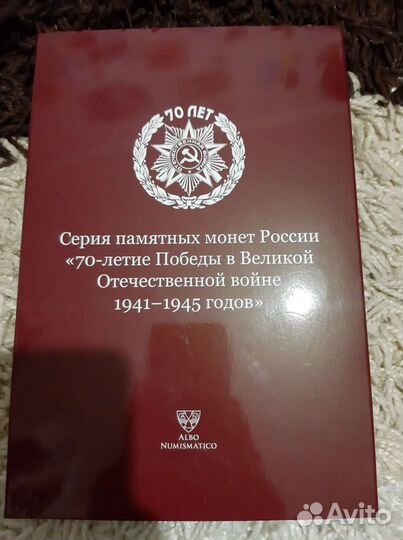 70 ЛЕТ
Серия памятных монет России
«70-летие Победы в Великой
Отечественной войне
1941–1945 годов»
ALBO
NUMISMATICO
Avito